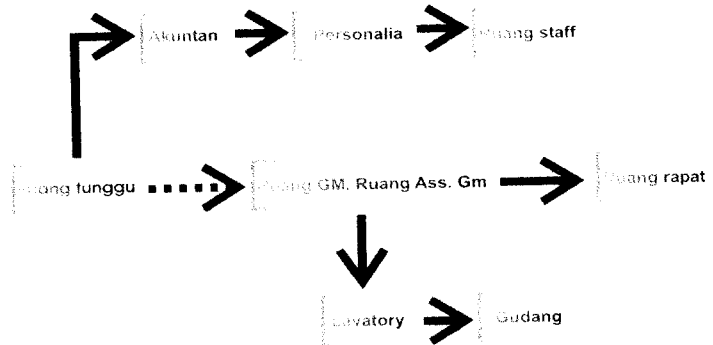 Akuntan
Personalia
Ruang staff
Ruang tunggu
Ruang GM, Ruang Ass. Gm
Ruang rapat
Lavatory
Gudang